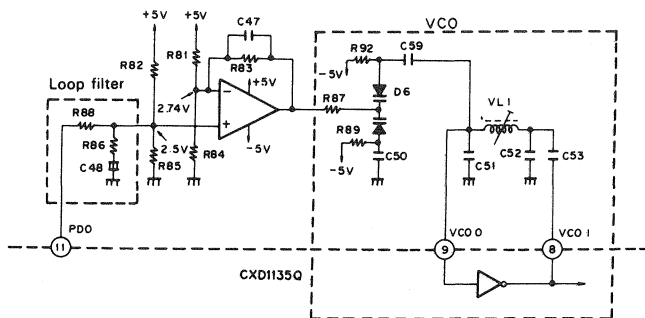 +5V
+5V
C47
VCO
R82
R81
R83
R92
C59
-5V
Loop filter
+5V
D6
R88
2.74V
-
+
R87
VL1
R86
2.5V
-5V
R89
C48
R85
R84
C50
C51
C52
C53
-5V
PDO
VCO O
VCO I
11
9
8
CXD1135Q